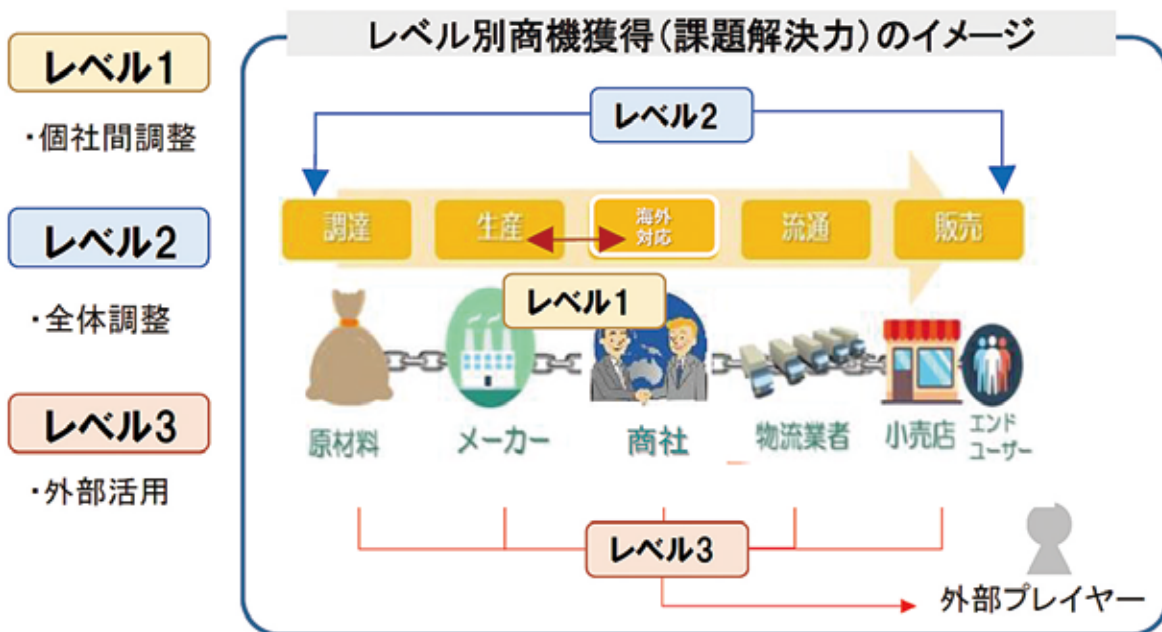 レベル別商機獲得(課題解決力)のイメージ
レベル1
・個社間調整
レベル2
・全体調整
レベル3
・外部活用
レベル2
調達
生産
海外
対応
流通
販売
レベル1
原材料
メーカー
商社
物流業者
小売店
エンド
ユーザー
レベル3
外部プレイヤー